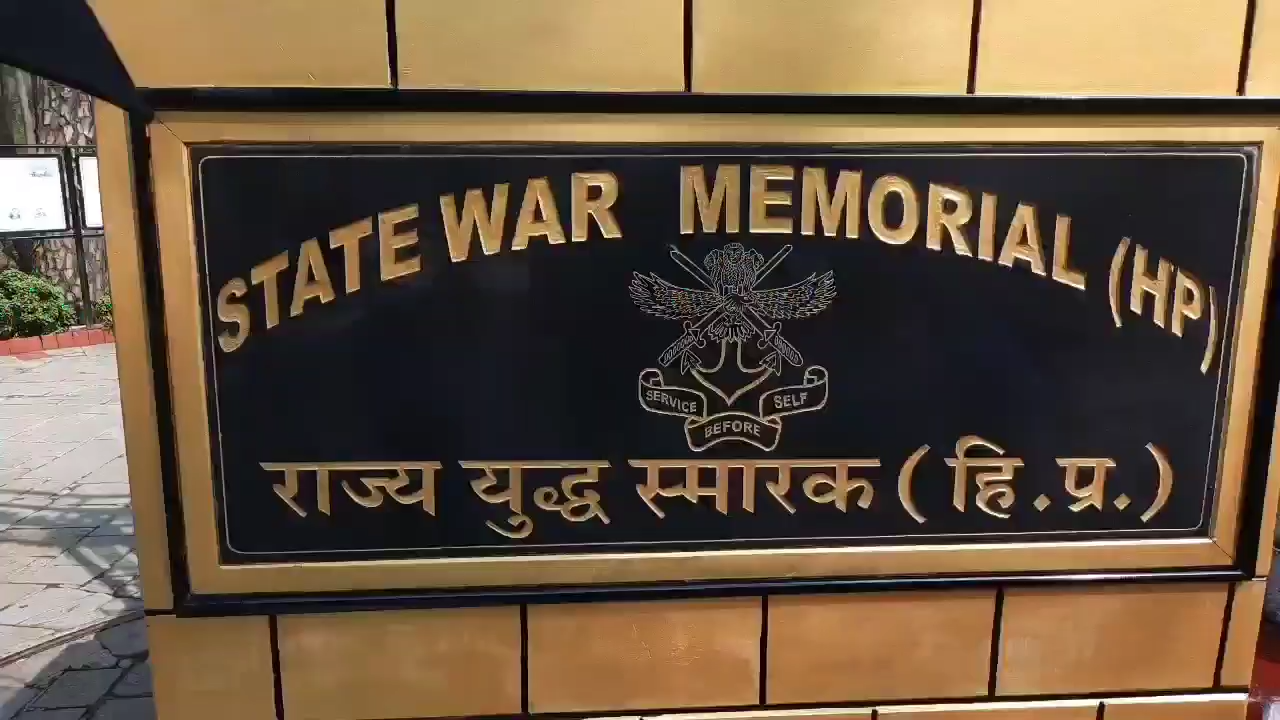 STATE WAR MEMORIAL (HP)
SERVICE BEFORE SELF
राज्य युद्ध स्मारक ( हि . प्र . )